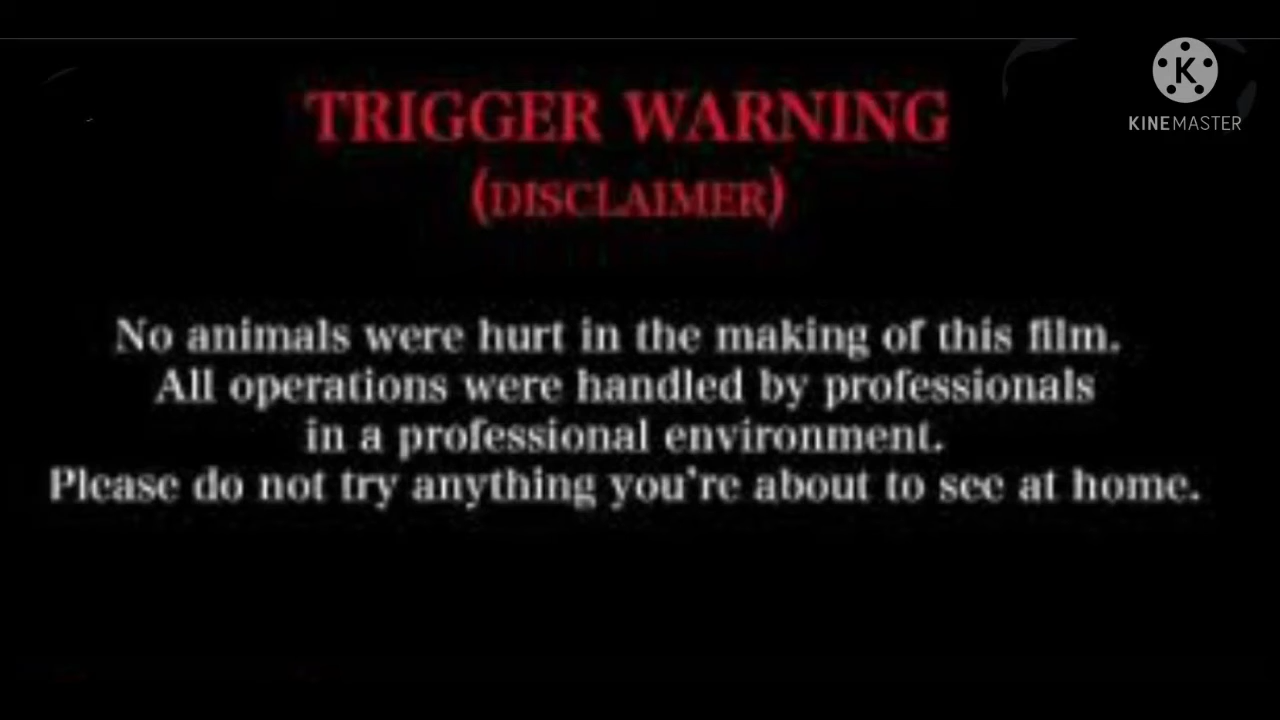 TRIGGER WARNING
(DISCLAIMER)
KINEMASTER
No animals were hurt in the making of this film.
All operations were handled by professionals
in a professional environment.
Please do not try anything you're about to see at home.